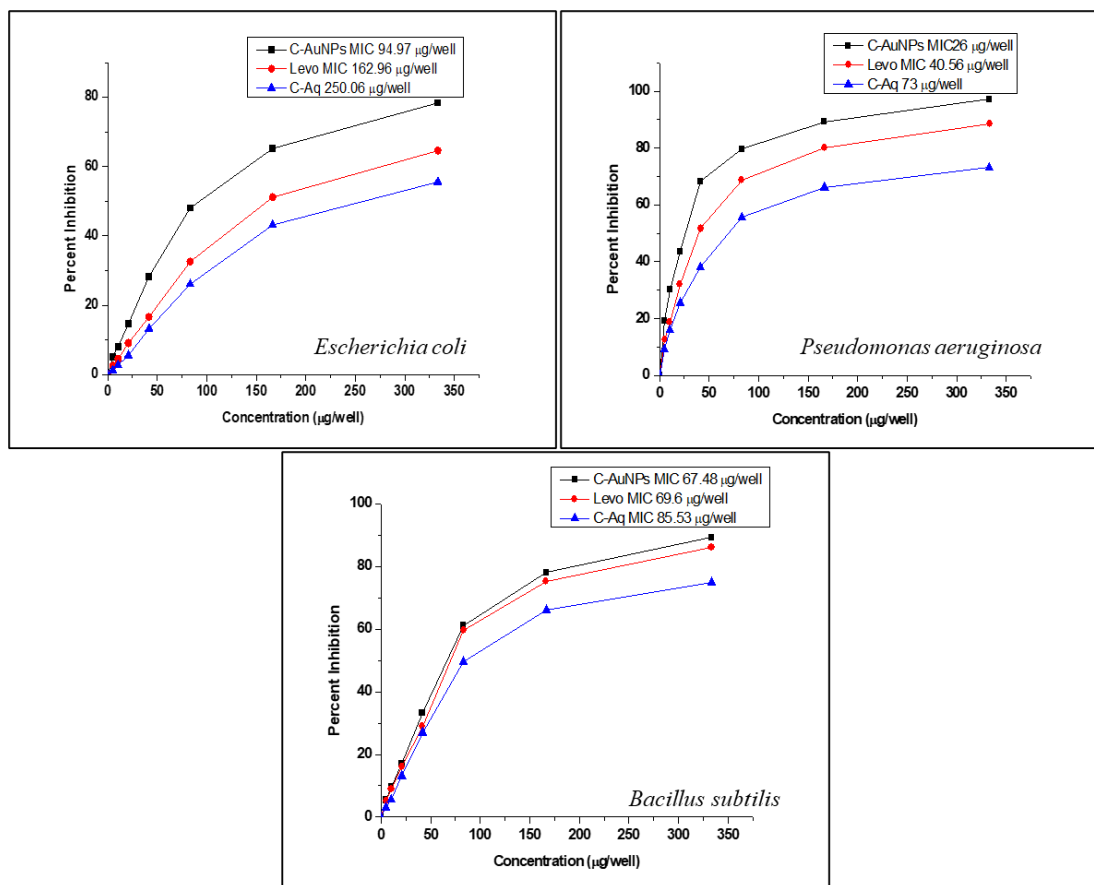 C-AuNPs MIC 94.97 μg/well
Levo MIC 162.96 μg/well
C-Aq 250.06 μg/well
80
60
40
20
0
Percent Inhibition
Escherichia coli
0 50 100 150 200 250 300 350
Concentration (μg/well)
C-AuNPs MIC26 μg/well
Levo MIC 40.56 μg/well
C-Aq 73 μg/well
100
80
60
40
20
0
Percent Inhibition
Pseudomonas aeruginosa
0 50 100 150 200 250 300 350
Concentration (μg/well)
C-AuNPs MIC 67.48 μg/well
Levo MIC 69.6 μg/well
C-Aq MIC 85.53 μg/well
100
80
60
40
20
0
Percent Inhibition
Bacillus subtilis
0 50 100 150 200 250 300 350
Concentration (μg/well)